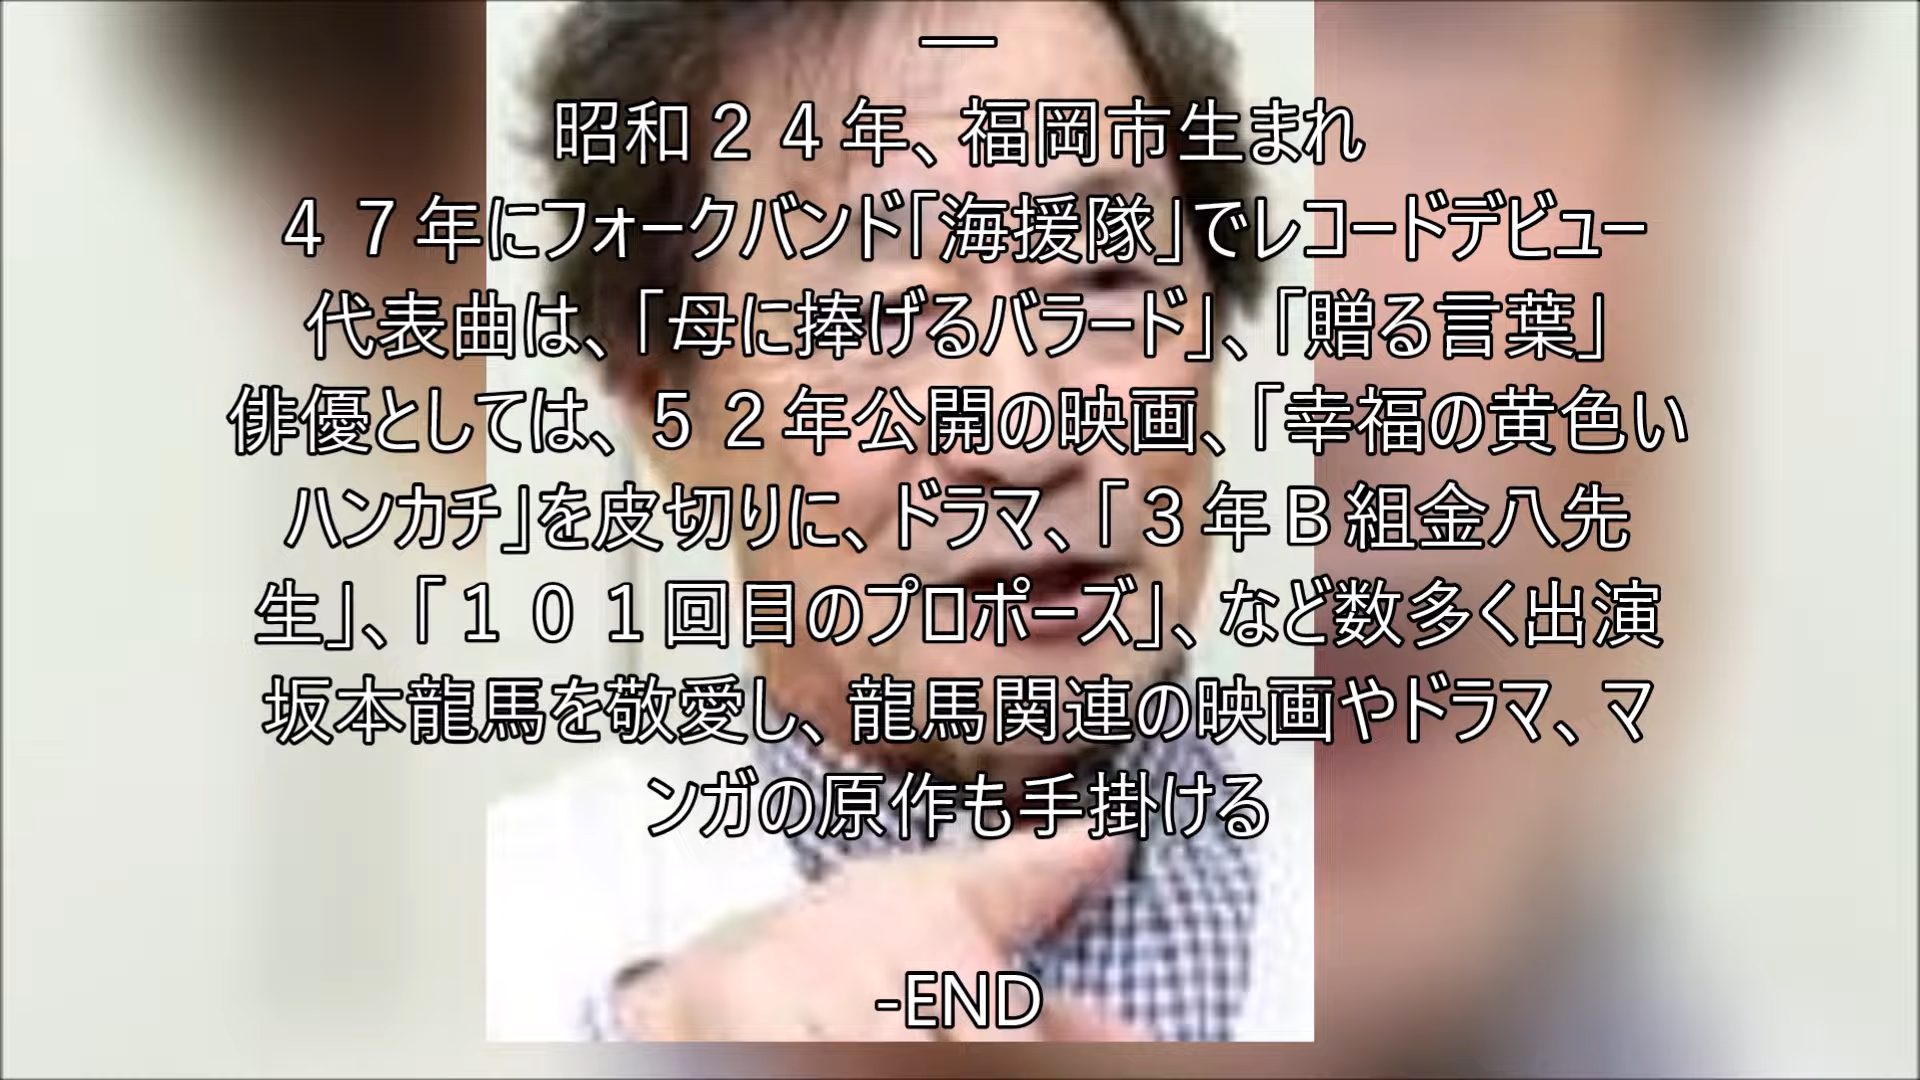 ―
昭和２４年、福岡市生まれ
４７年にフォークバンド「海援隊」でレコードデビュー
代表曲は、「母に捧げるバラード」、「贈る言葉」
俳優としては、５２年公開の映画、「幸福の黄色い
ハンカチ」を皮切りに、ドラマ、「３年Ｂ組金八先
生」、「１０１回目のプロポーズ」、など数多く出演
坂本龍馬を敬愛し、龍馬関連の映画やドラマ、マ
ンガの原作も手掛ける
-END